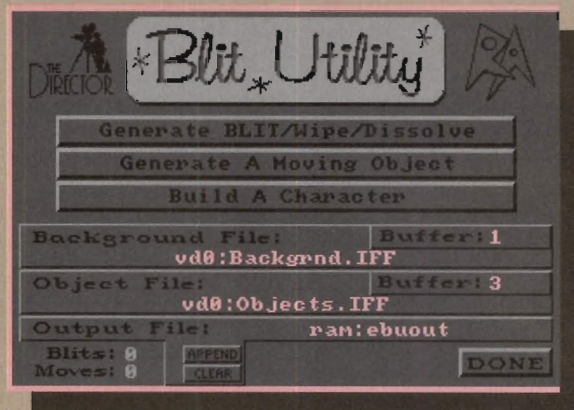 THE DIRECTOR
*Blit* Utility*
Generate BLIT/Wipe/Dissolve
Generate A Moving Object
Build A Character
Background File: Buffer: 1
vd0:Backgrnd.IFF
Object File: Buffer: 3
vd0:Objects.IFF
Output File: ram:ebuout
Blits: 0 APPEND
Moves: 0 CLEAR
DONE